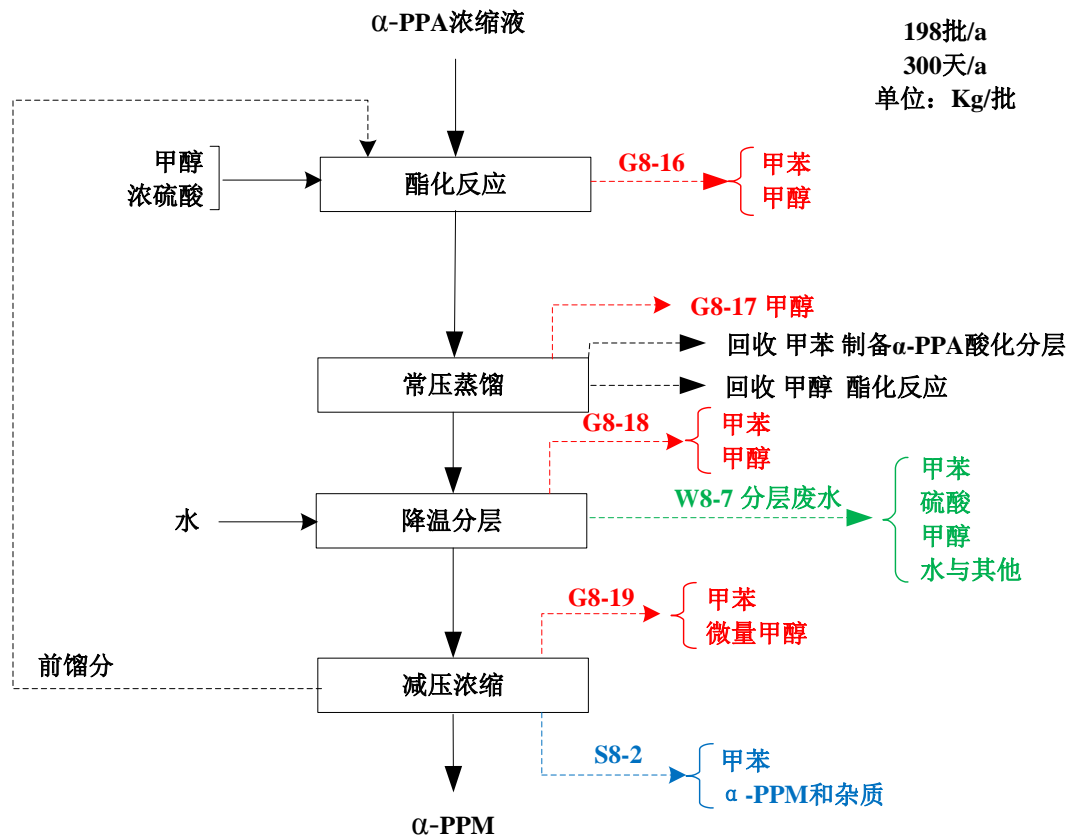 α-PPA浓缩液
198批/a
300天/a
单位：Kg/批
甲醇
浓硫酸
酯化反应
G8-16
甲苯
甲醇
G8-17 甲醇
回收 甲苯 制备α-PPA酸化分层
常压蒸馏
回收 甲醇 酯化反应
G8-18
甲苯
甲醇
水
降温分层
W8-7 分层废水
甲苯
硫酸
甲醇
水与其他
G8-19
甲苯
微量甲醇
前馏分
减压浓缩
S8-2
甲苯
α-PPM和杂质
α-PPM